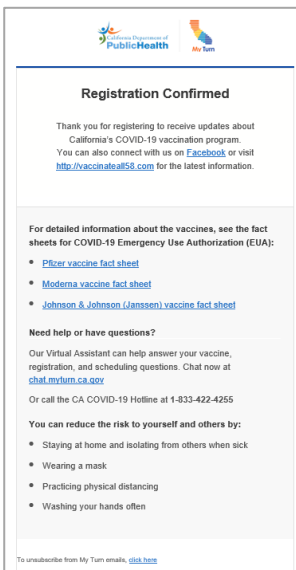 California Department of
PublicHealth
My Turn
Registration Confirmed
Thank you for registering to receive updates about
California's COVID-19 vaccination program.
You can also connect with us on Facebook or visit
http://vaccinateall58.com for the latest information.
For detailed information about the vaccines, see the fact
sheets for COVID-19 Emergency Use Authorization (EUA):
• Pfizer vaccine fact sheet
• Moderna vaccine fact sheet
• Johnson & Johnson (Janssen) vaccine fact sheet
Need help or have questions?
Our Virtual Assistant can help answer your vaccine,
registration, and scheduling questions. Chat now at
chat.myturn.ca.gov
Or call the CA COVID-19 Hotline at 1-833-422-4255
You can reduce the risk to yourself and others by:
• Staying at home and isolating from others when sick
• Wearing a mask
• Practicing physical distancing
• Washing your hands often
To unsubscribe from My Turn emails, click here